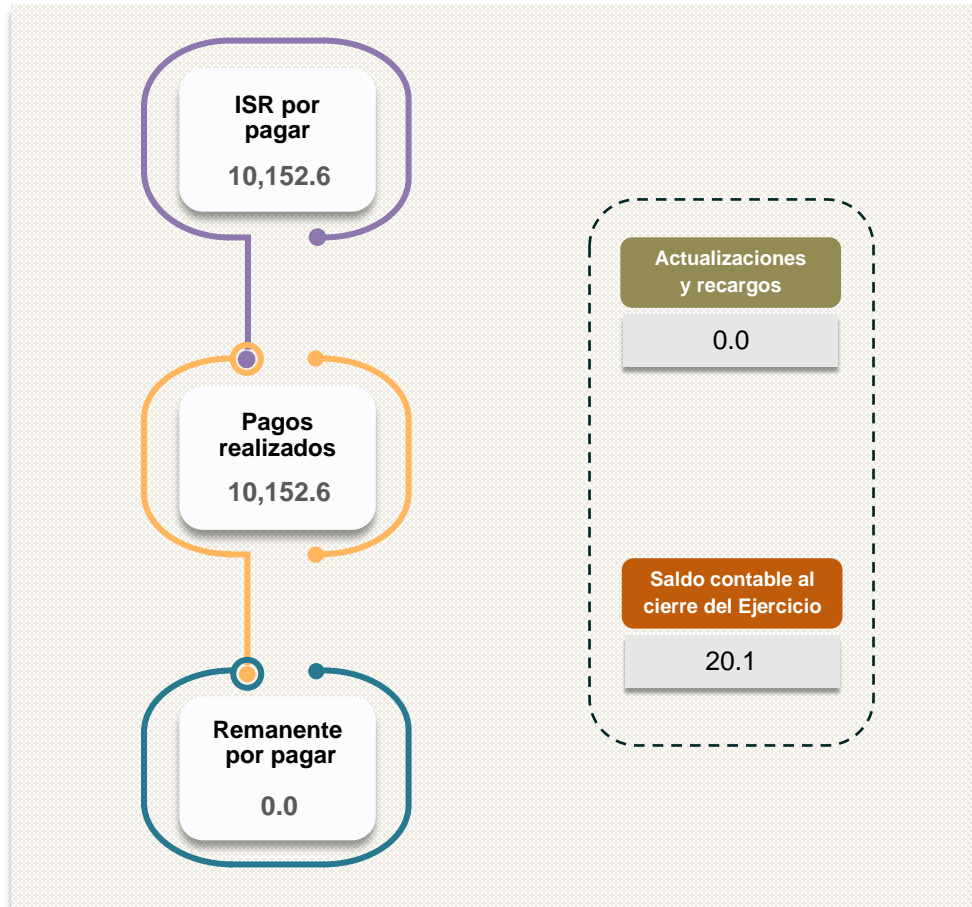 ISR por
pagar
10,152.6
Pagos
realizados
10,152.6
Remanente
por pagar
0.0
Actualizaciones
y recargos
0.0
Saldo contable al
cierre del Ejercicio
20.1